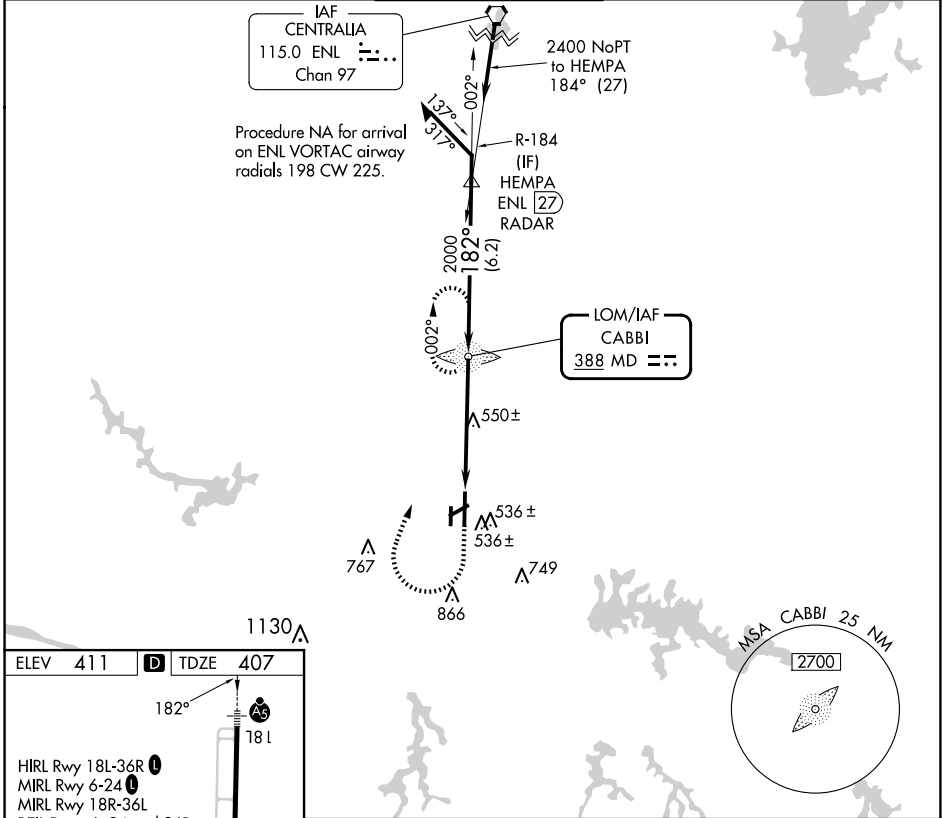 IAF
CENTRALIA
115.0 ENL
Chan 97
2400 NoPT
to HEMPA
184° (27)
002°
137°
317°
Procedure NA for arrival
on ENL VORTAC airway
radials 198 CW 225.
R-184
(IF)
HEMPA
ENL 27
RADAR
2000
182°
(6.2)
002°
LOM/IAF
CABBI
388 MD
550±
536±
536±
767
749
866
1130
MSA CABBI 25 NM
2700
ELEV 411 D TDZE 407
182°
A5
18L
HIRL Rwy 18L-36R L
MIRL Rwy 6-24 L
MIRL Rwy 18R-36L